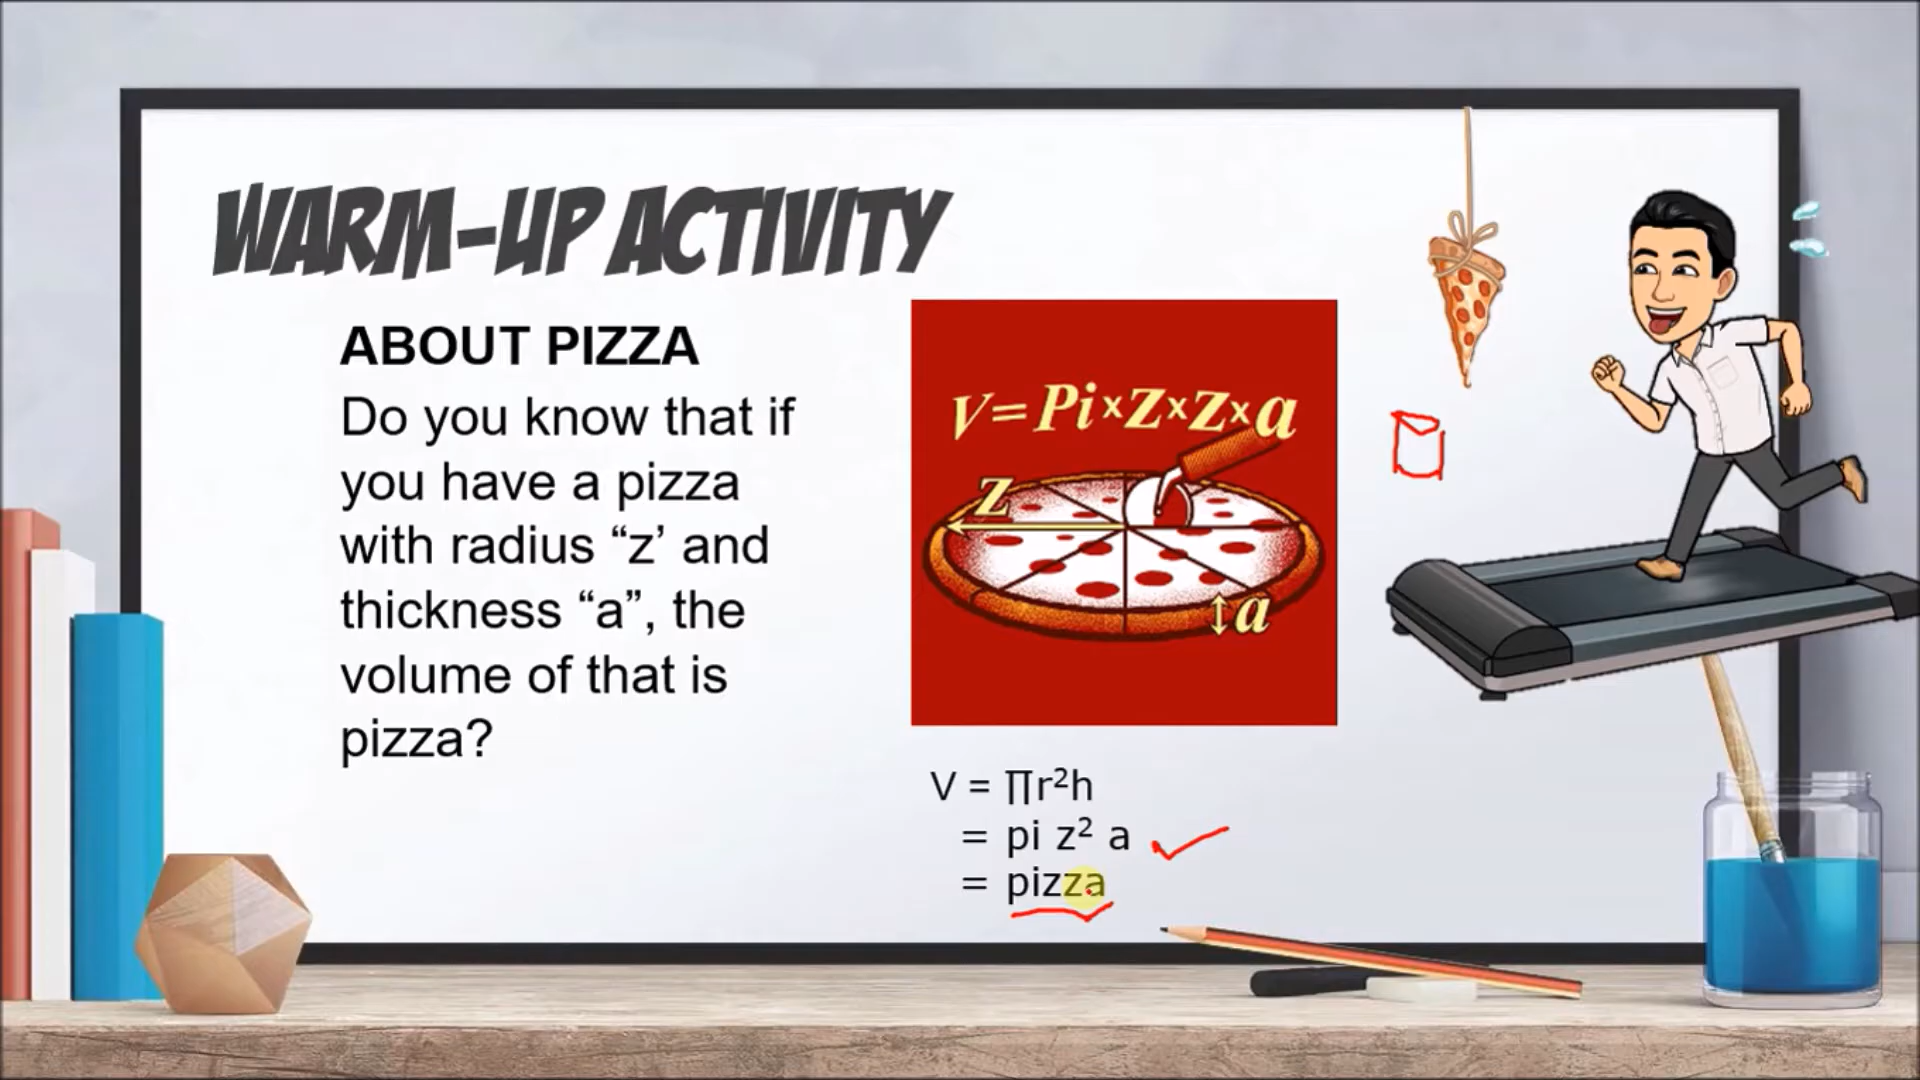 WARM-UP ACTIVITY
ABOUT PIZZA
Do you know that if
you have a pizza
with radius “z’ and
thickness “a”, the
volume of that is
pizza?
V=Pi×Z×Z×a
Z
a
V = ∏r²h
= pi z² a
= pizza